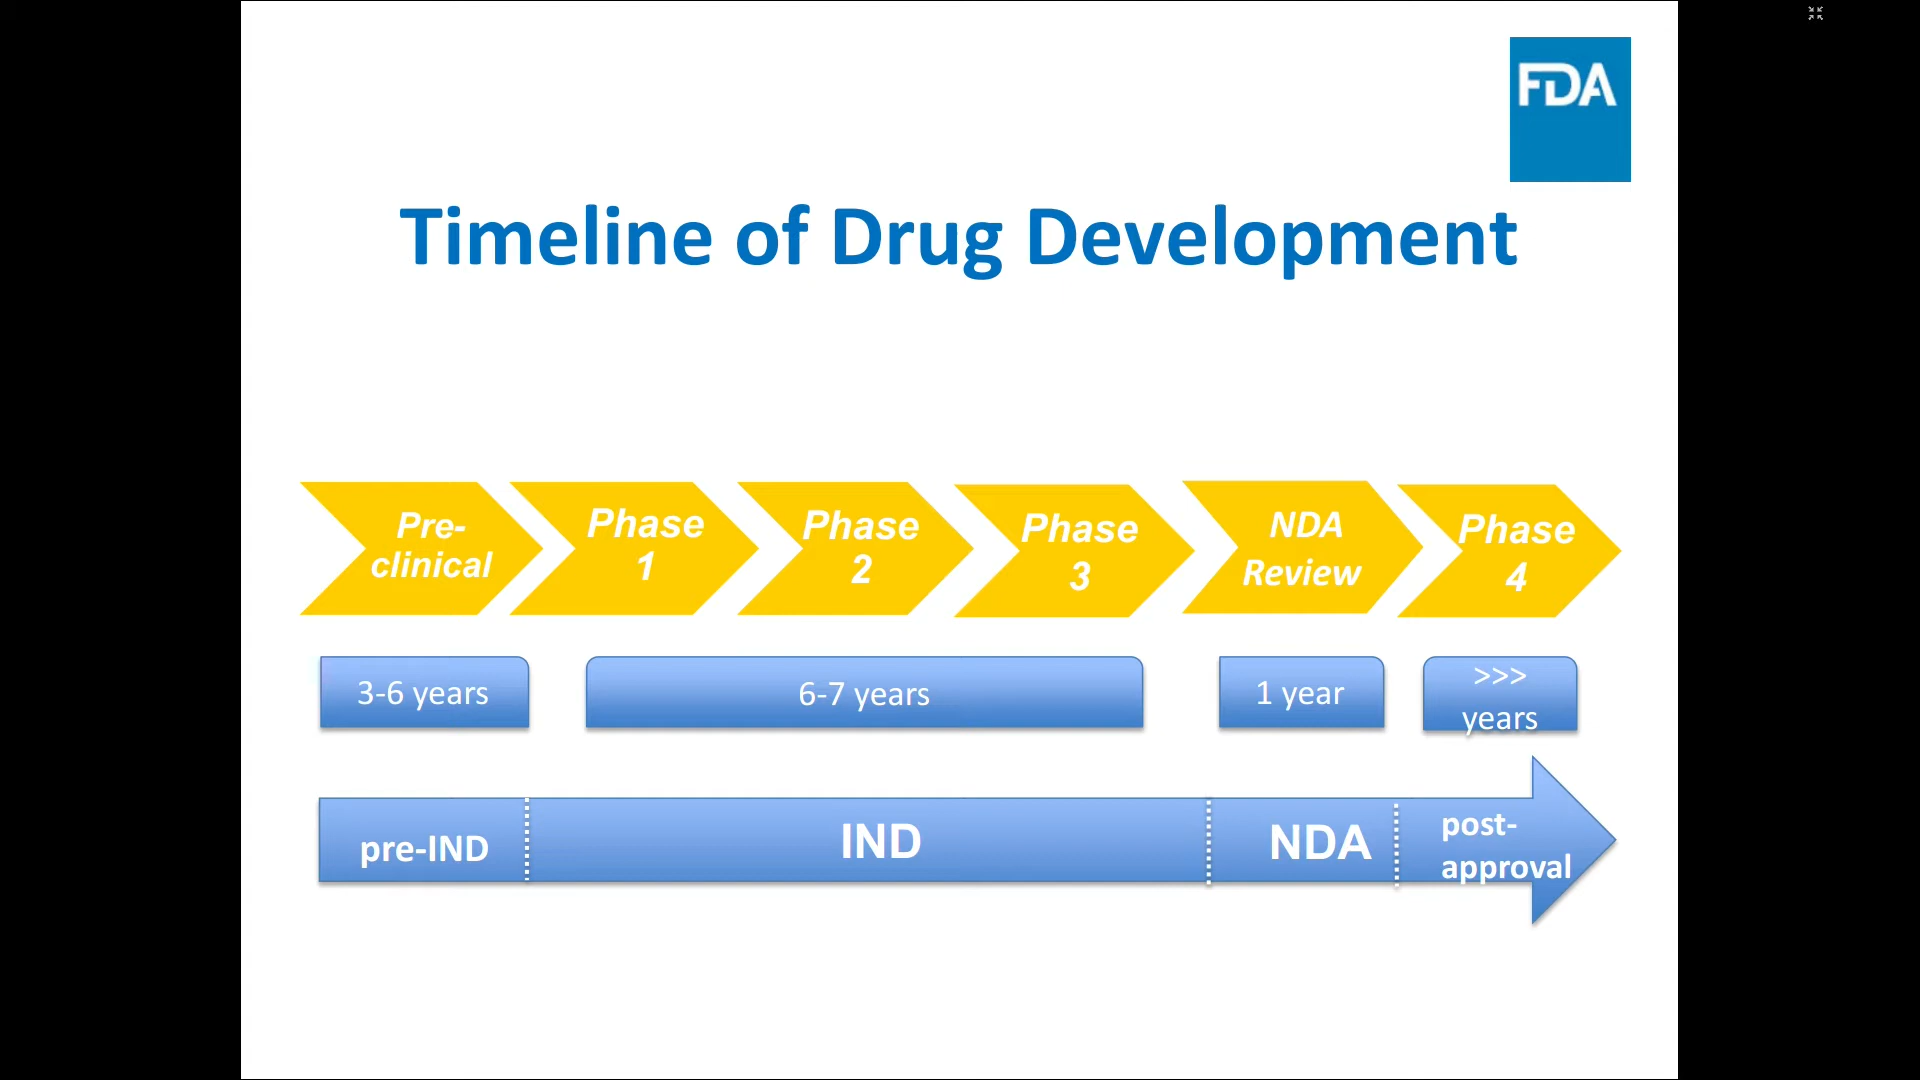 FDA
Timeline of Drug Development
Pre-
clinical
Phase
1
Phase
2
Phase
3
NDA
Review
Phase
4
3-6 years
6-7 years
1 year
>>>
years
pre-IND
IND
NDA
post-
approval